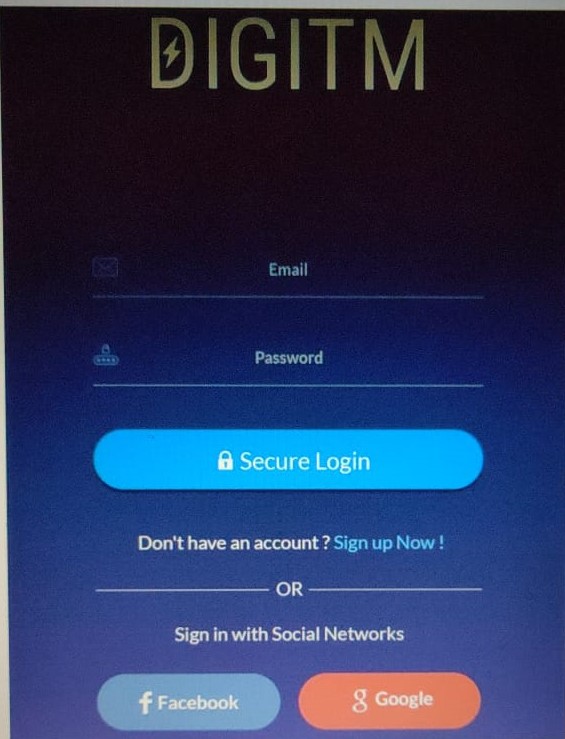 DIGITM
Email
Password
Secure Login
Don't have an account ? Sign up Now !
OR
Sign in with Social Networks
f Facebook
g Google